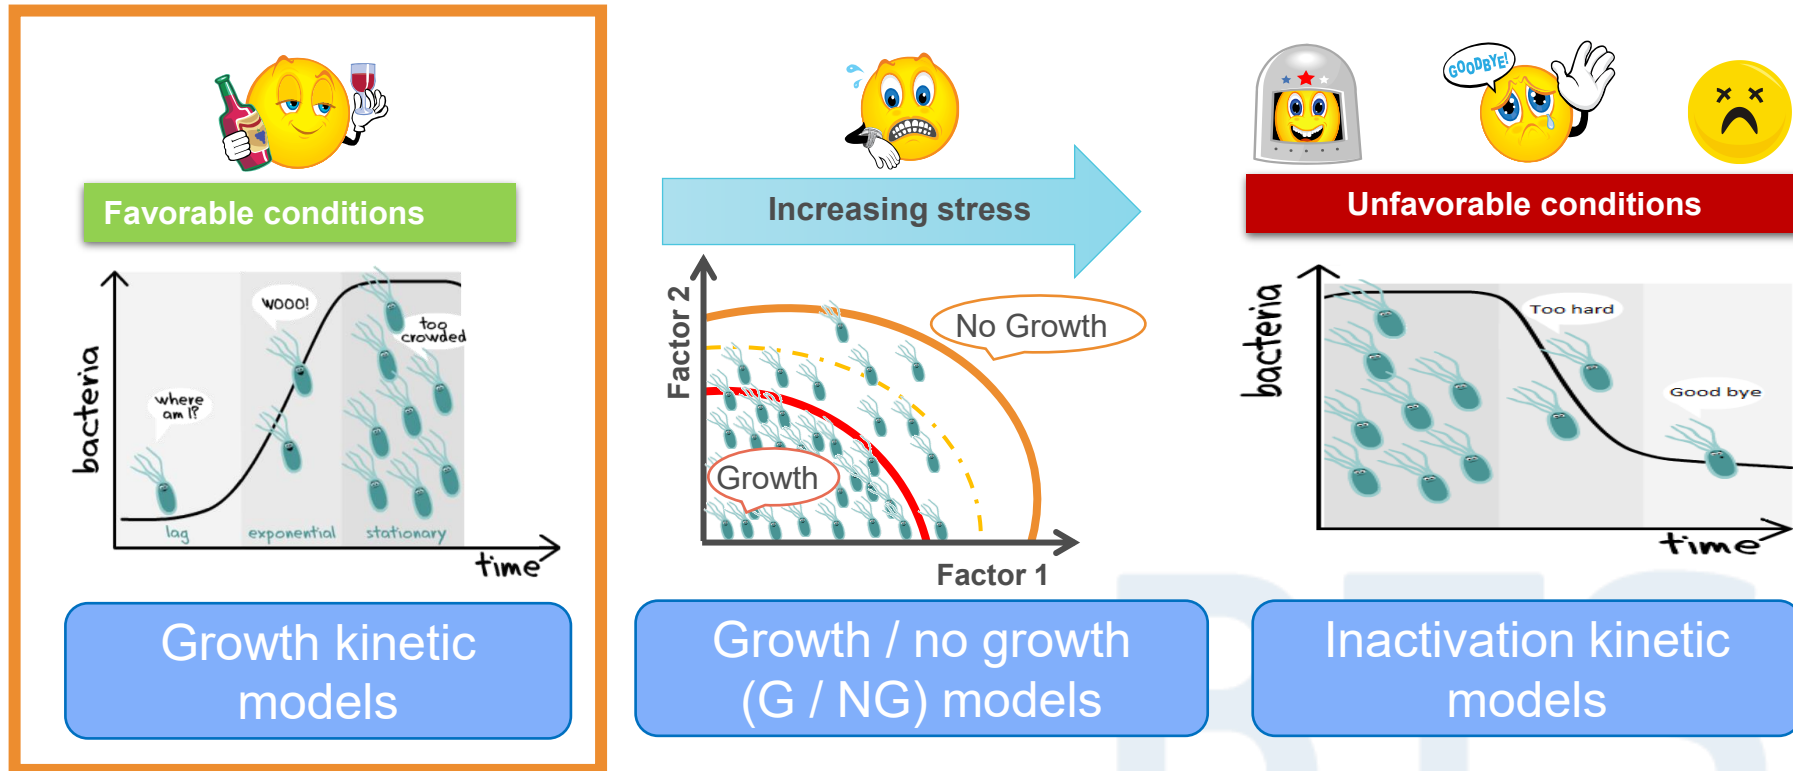 Favorable conditions
bacteria
where
am I?
WOOO!
too
crowded
lag
exponential
stationary
time
Growth kinetic
models
Increasing stress
Factor 2
No Growth
Growth
Factor 1
Growth / no growth
(G / NG) models
GOODBYE!
Unfavorable conditions
bacteria
Too hard
Good bye
time
Inactivation kinetic
models